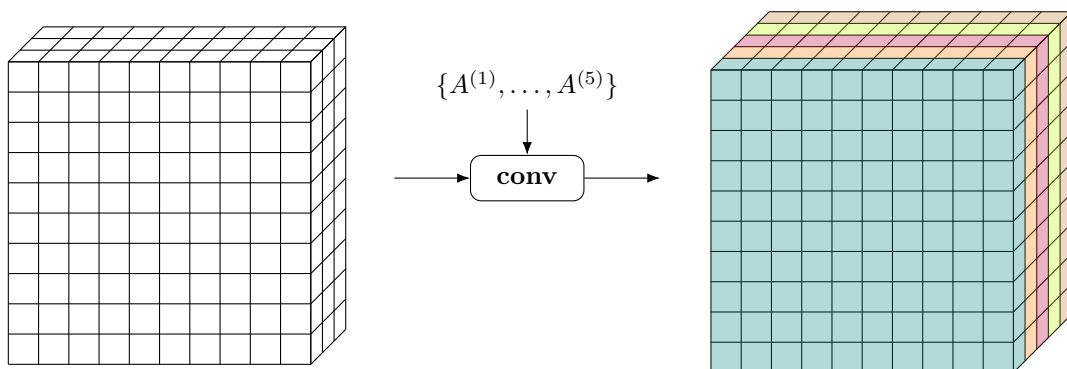 {A^{(1)}, . . . , A^{(5)}}
conv